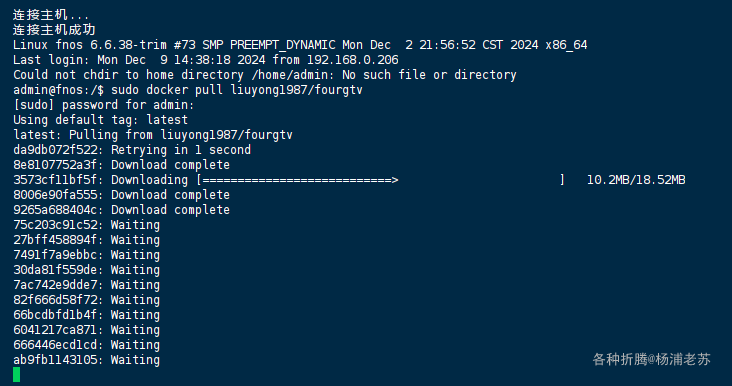 连接主机...
连接主机成功
Linux fnos 6.6.38-trim #73 SMP PREEMPT_DYNAMIC Mon Dec  2 21:56:52 CST 2024 x86_64
Last login: Mon Dec  9 14:38:18 2024 from 192.168.0.206
Could not chdir to home directory /home/admin: No such file or directory
admin@fnos:/$ sudo docker pull liuyong1987/fourgtv
[sudo] password for admin:
Using default tag: latest
latest: Pulling from liuyong1987/fourgtv
da9db072f522: Retrying in 1 second
8e8107752a3f: Download complete
3573cf11bf5f: Downloading [===========================>                       ]  10.2MB/18.52MB
8006e90fa555: Download complete
9265a688404c: Download complete
75c203c91c52: Waiting
27bff458894f: Waiting
7491f7a9ebbc: Waiting
30da81f559de: Waiting
7ac742e9dde7: Waiting
82f666d58f72: Waiting
66bcdbfd1b4f: Waiting
6041217ca871: Waiting
666446ecd1cd: Waiting
ab9fb1143105: Waiting
各种折腾@杨浦老苏